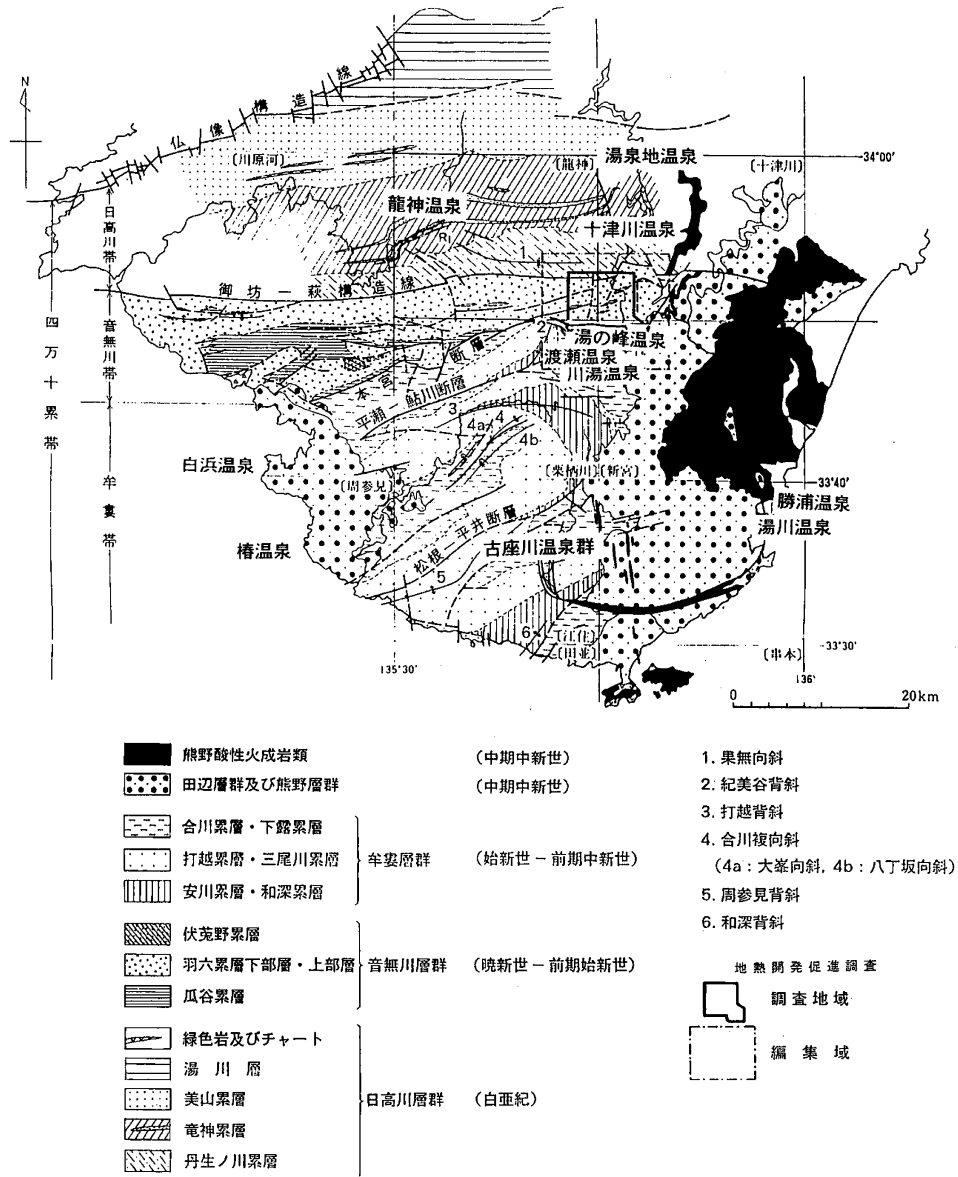 N
仏像構造線
〔川原河〕
〔龍神〕
湯泉地温泉
〔十津川〕
34°00′
日高川帯
龍神温泉
十津川温泉
RI
1
御坊－萩構造線
四万十累帯
音無川帯
本宮断層
2
湯の峰温泉
渡瀬温泉
川湯温泉
平瀬鮎川断層
3
4a
4
4b
白浜温泉
〔周参見〕
〔栗栖川〕
〔新宮〕
33°40′
勝浦温泉
湯川温泉
牟婁帯
椿温泉
松根平井断層
古座川温泉群
5
6
〔江住〕
〔田並〕
〔串本〕
33°30′
135°30′
136°
0 20km
熊野酸性火成岩類 (中期中新世)
田辺層群及び熊野層群 (中期中新世)
合川累層・下露累層
打越累層・三尾川累層 牟婁層群 (始新世－前期中新世)
安川累層・和深累層
伏菟野累層
羽六累層下部層・上部層 音無川層群 (暁新世－前期始新世)
瓜谷累層
緑色岩及びチャート
湯川層
美山累層 日高川層群 (白亜紀)
竜神累層
丹生ノ川累層
1. 果無向斜
2. 紀美谷背斜
3. 打越背斜
4. 合川複向斜
(4a：大峯向斜, 4b：八丁坂向斜)
5. 周参見背斜
6. 和深背斜
地熱開発促進調査
調査地域
編集域